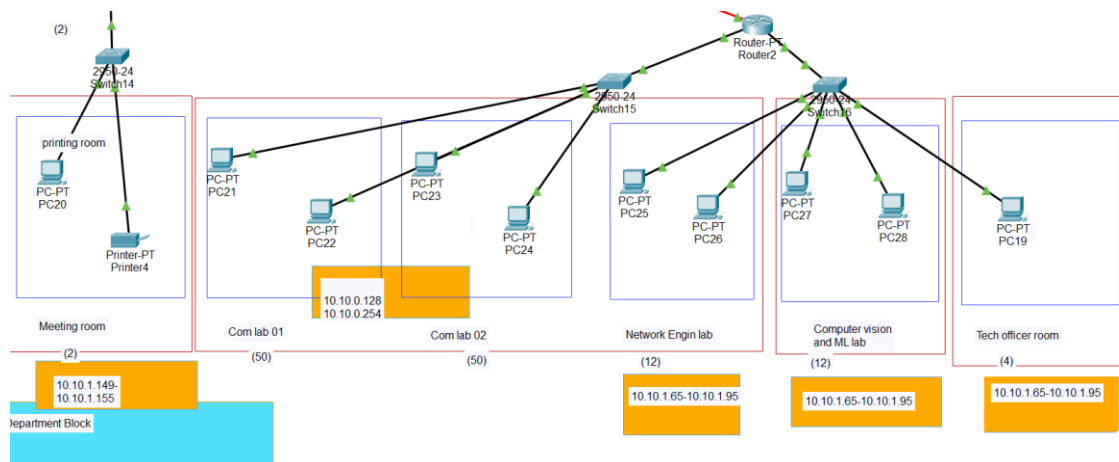 (2)
Router-PT
Router2
2950-24
Switch14
2950-24
Switch15
2950-24
Switch16
printing room
PC-PT
PC20
PC-PT
PC21
PC-PT
PC22
PC-PT
PC23
PC-PT
PC24
PC-PT
PC25
PC-PT
PC26
PC-PT
PC27
PC-PT
PC28
PC-PT
PC19
Printer-PT
Printer4
10.10.0.128
10.10.0.254
Meeting room
Com lab 01
Com lab 02
Network Engin lab
Computer vision
and ML lab
Tech officer room
(2)
(50)
(50)
(12)
(12)
(4)
10.10.1.149-
10.10.1.155
10.10.1.65-10.10.1.95
10.10.1.65-10.10.1.95
10.10.1.65-10.10.1.95
Department Block